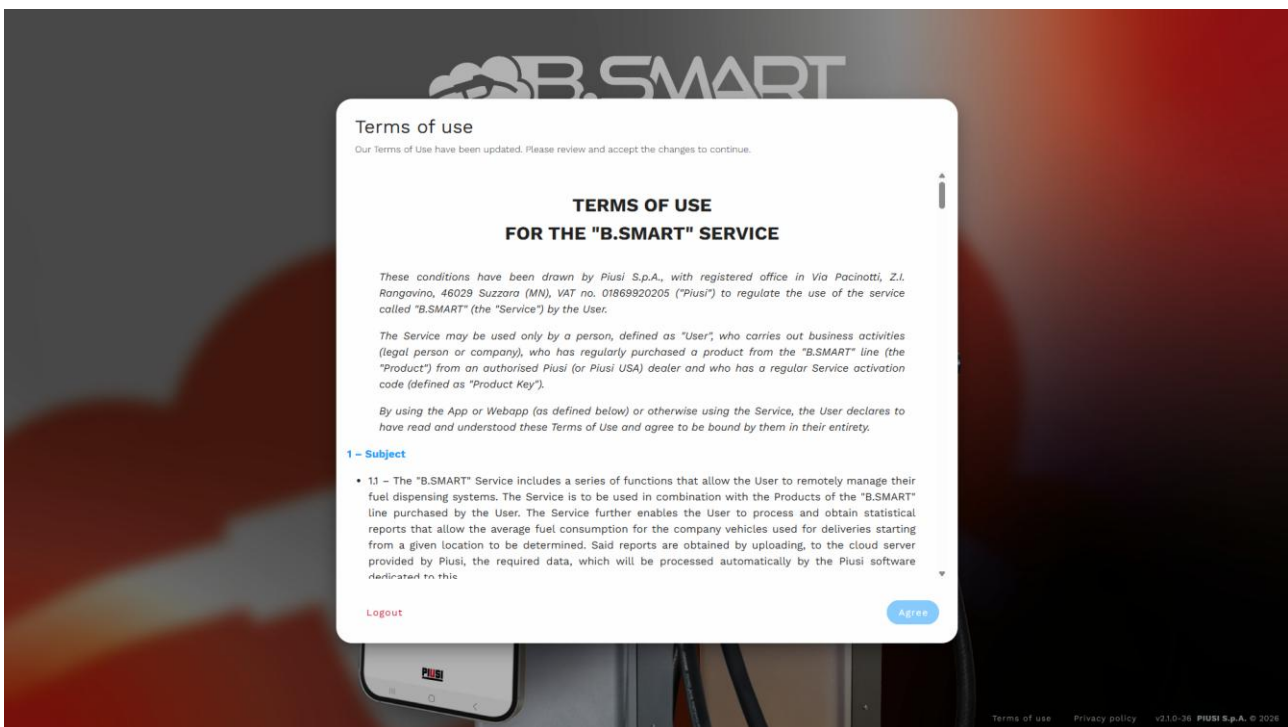 B.SMART
Terms of use
Our Terms of Use have been updated. Please review and accept the changes to continue.
TERMS OF USE
FOR THE "B.SMART" SERVICE
These conditions have been drawn by Piusi S.p.A., with registered office in Via Pacinotti, Z.I.
Rangavino, 46029 Suzzara (MN), VAT no. 01869920205 ("Piusi") to regulate the use of the service
called "B.SMART" (the "Service") by the User.
The Service may be used only by a person, defined as "User", who carries out business activities
(legal person or company), who has regularly purchased a product from the "B.SMART" line (the
"Product") from an authorised Piusi (or Piusi USA) dealer and who has a regular Service activation
code (defined as "Product Key").
By using the App or Webapp (as defined below) or otherwise using the Service, the User declares to
have read and understood these Terms of Use and agree to be bound by them in their entirety.
1 – Subject
• 1.1 – The "B.SMART" Service includes a series of functions that allow the User to remotely manage their
fuel dispensing systems. The Service is to be used in combination with the Products of the "B.SMART"
line purchased by the User. The Service further enables the User to process and obtain statistical
reports that allow the average fuel consumption for the company vehicles used for deliveries starting
from a given location to be determined. Said reports are obtained by uploading, to the cloud server
provided by Piusi, the required data, which will be processed automatically by the Piusi software
dedicated to this
Logout
Agree
PIUSI
Terms of use Privacy policy v2.1.0-36 PIUSI S.p.A. © 2026